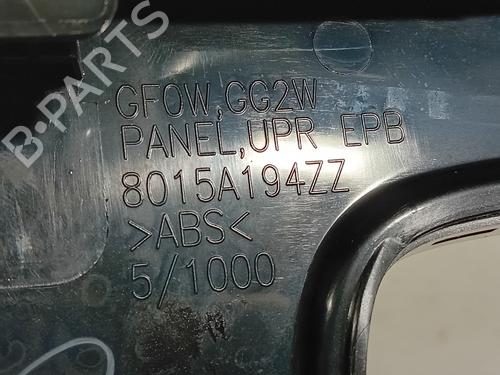 B-PARTS
GF0W,GG2W
PANEL,UPR EPB
8015A194ZZ
>ABS<
5/1000